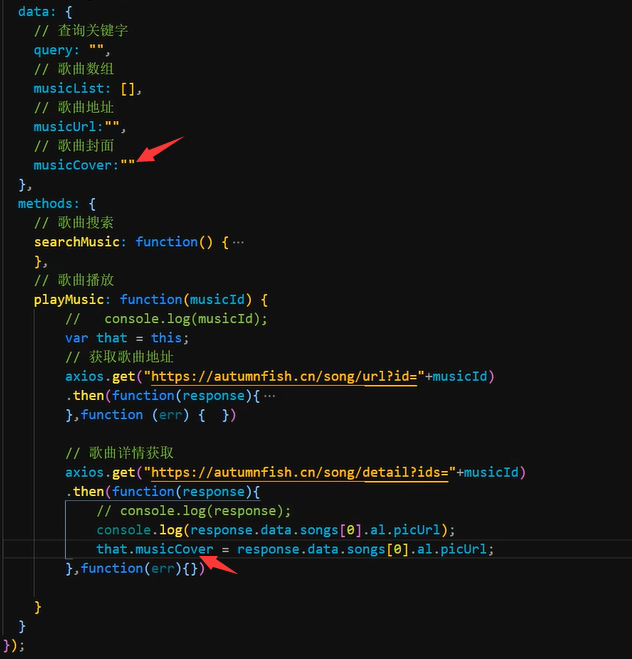 data: {
// 查询关键字
query: "",
// 歌曲数组
musicList: [],
// 歌曲地址
musicUrl:"",
// 歌曲封面
musicCover:""
},
methods: {
// 歌曲搜索
searchMusic: function() {⋯
},
// 歌曲播放
playMusic: function(musicId) {
//   console.log(musicId);
var that = this;
// 获取歌曲地址
axios.get("https://autumnfish.cn/song/url?id="+musicId)
.then(function(response){⋯
},function (err) {  })
// 歌曲详情获取
axios.get("https://autumnfish.cn/song/detail?ids="+musicId)
.then(function(response){
// console.log(response);
console.log(response.data.songs[0].al.picUrl);
that.musicCover = response.data.songs[0].al.picUrl;
},function(err){})
}
}
});